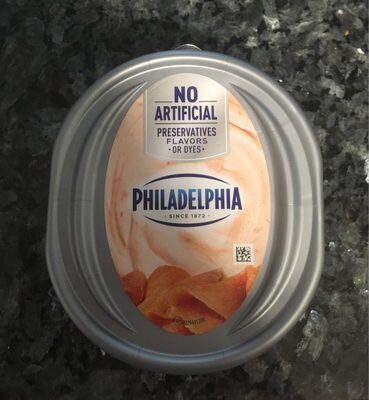 NO
ARTIFICIAL
PRESERVATIVES
FLAVORS
• OR DYES •
PHILADELPHIA
• SINCE 1872 •